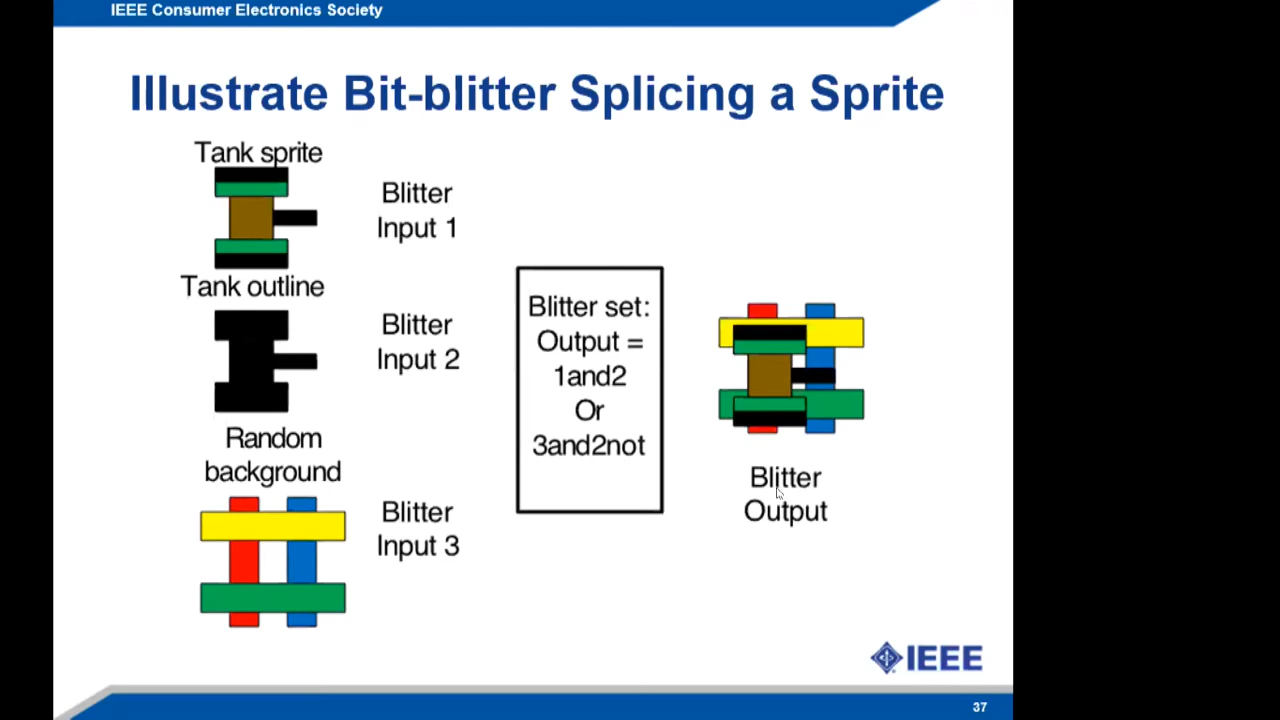 IEEE Consumer Electronics Society
Illustrate Bit-blitter Splicing a Sprite
Tank sprite
Blitter
Input 1
Tank outline
Blitter
Input 2
Random
background
Blitter
Input 3
Blitter set:
Output =
1and2
Or
3and2not
Blitter
Output
IEEE
37